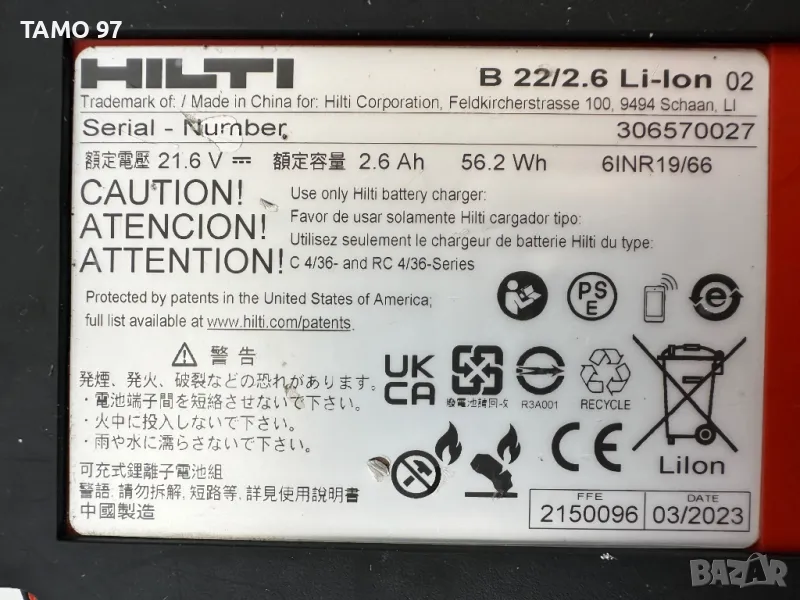 TAMO 97
HILTI B 22/2.6 Li-Ion 02
Trademark of: / Made in China for: Hilti Corporation, Feldkircherstrasse 100, 9494 Schaan, LI
Serial - Number: 306570027
額定電壓 21.6 V 額定容量 2.6 Ah 56.2 Wh 6INR19/66
CAUTION! Use only Hilti battery charger:
ATENCION! Favor de usar solamente Hilti cargador tipo:
ATTENTION! Utilisez seulement le chargeur de batterie Hilti du type:
C 4/36- and RC 4/36-Series
Protected by patents in the United States of America;
full list available at www.hilti.com/patents.
PS
E
警告
発煙、発火、破裂などの恐れがあります。
・電池端子間を短絡させないで下さい。
・火中に投入しないで下さい。
・雨や水に濡らさないで下さい。
UK
CA
廢電池請回收
R3A001
RECYCLE
CE
LiIon
可充式鋰離子電池組
警語: 請勿拆解, 短路等, 詳見使用說明書
中國製造
FFE DATE
2150096 03/2023
BAZAR